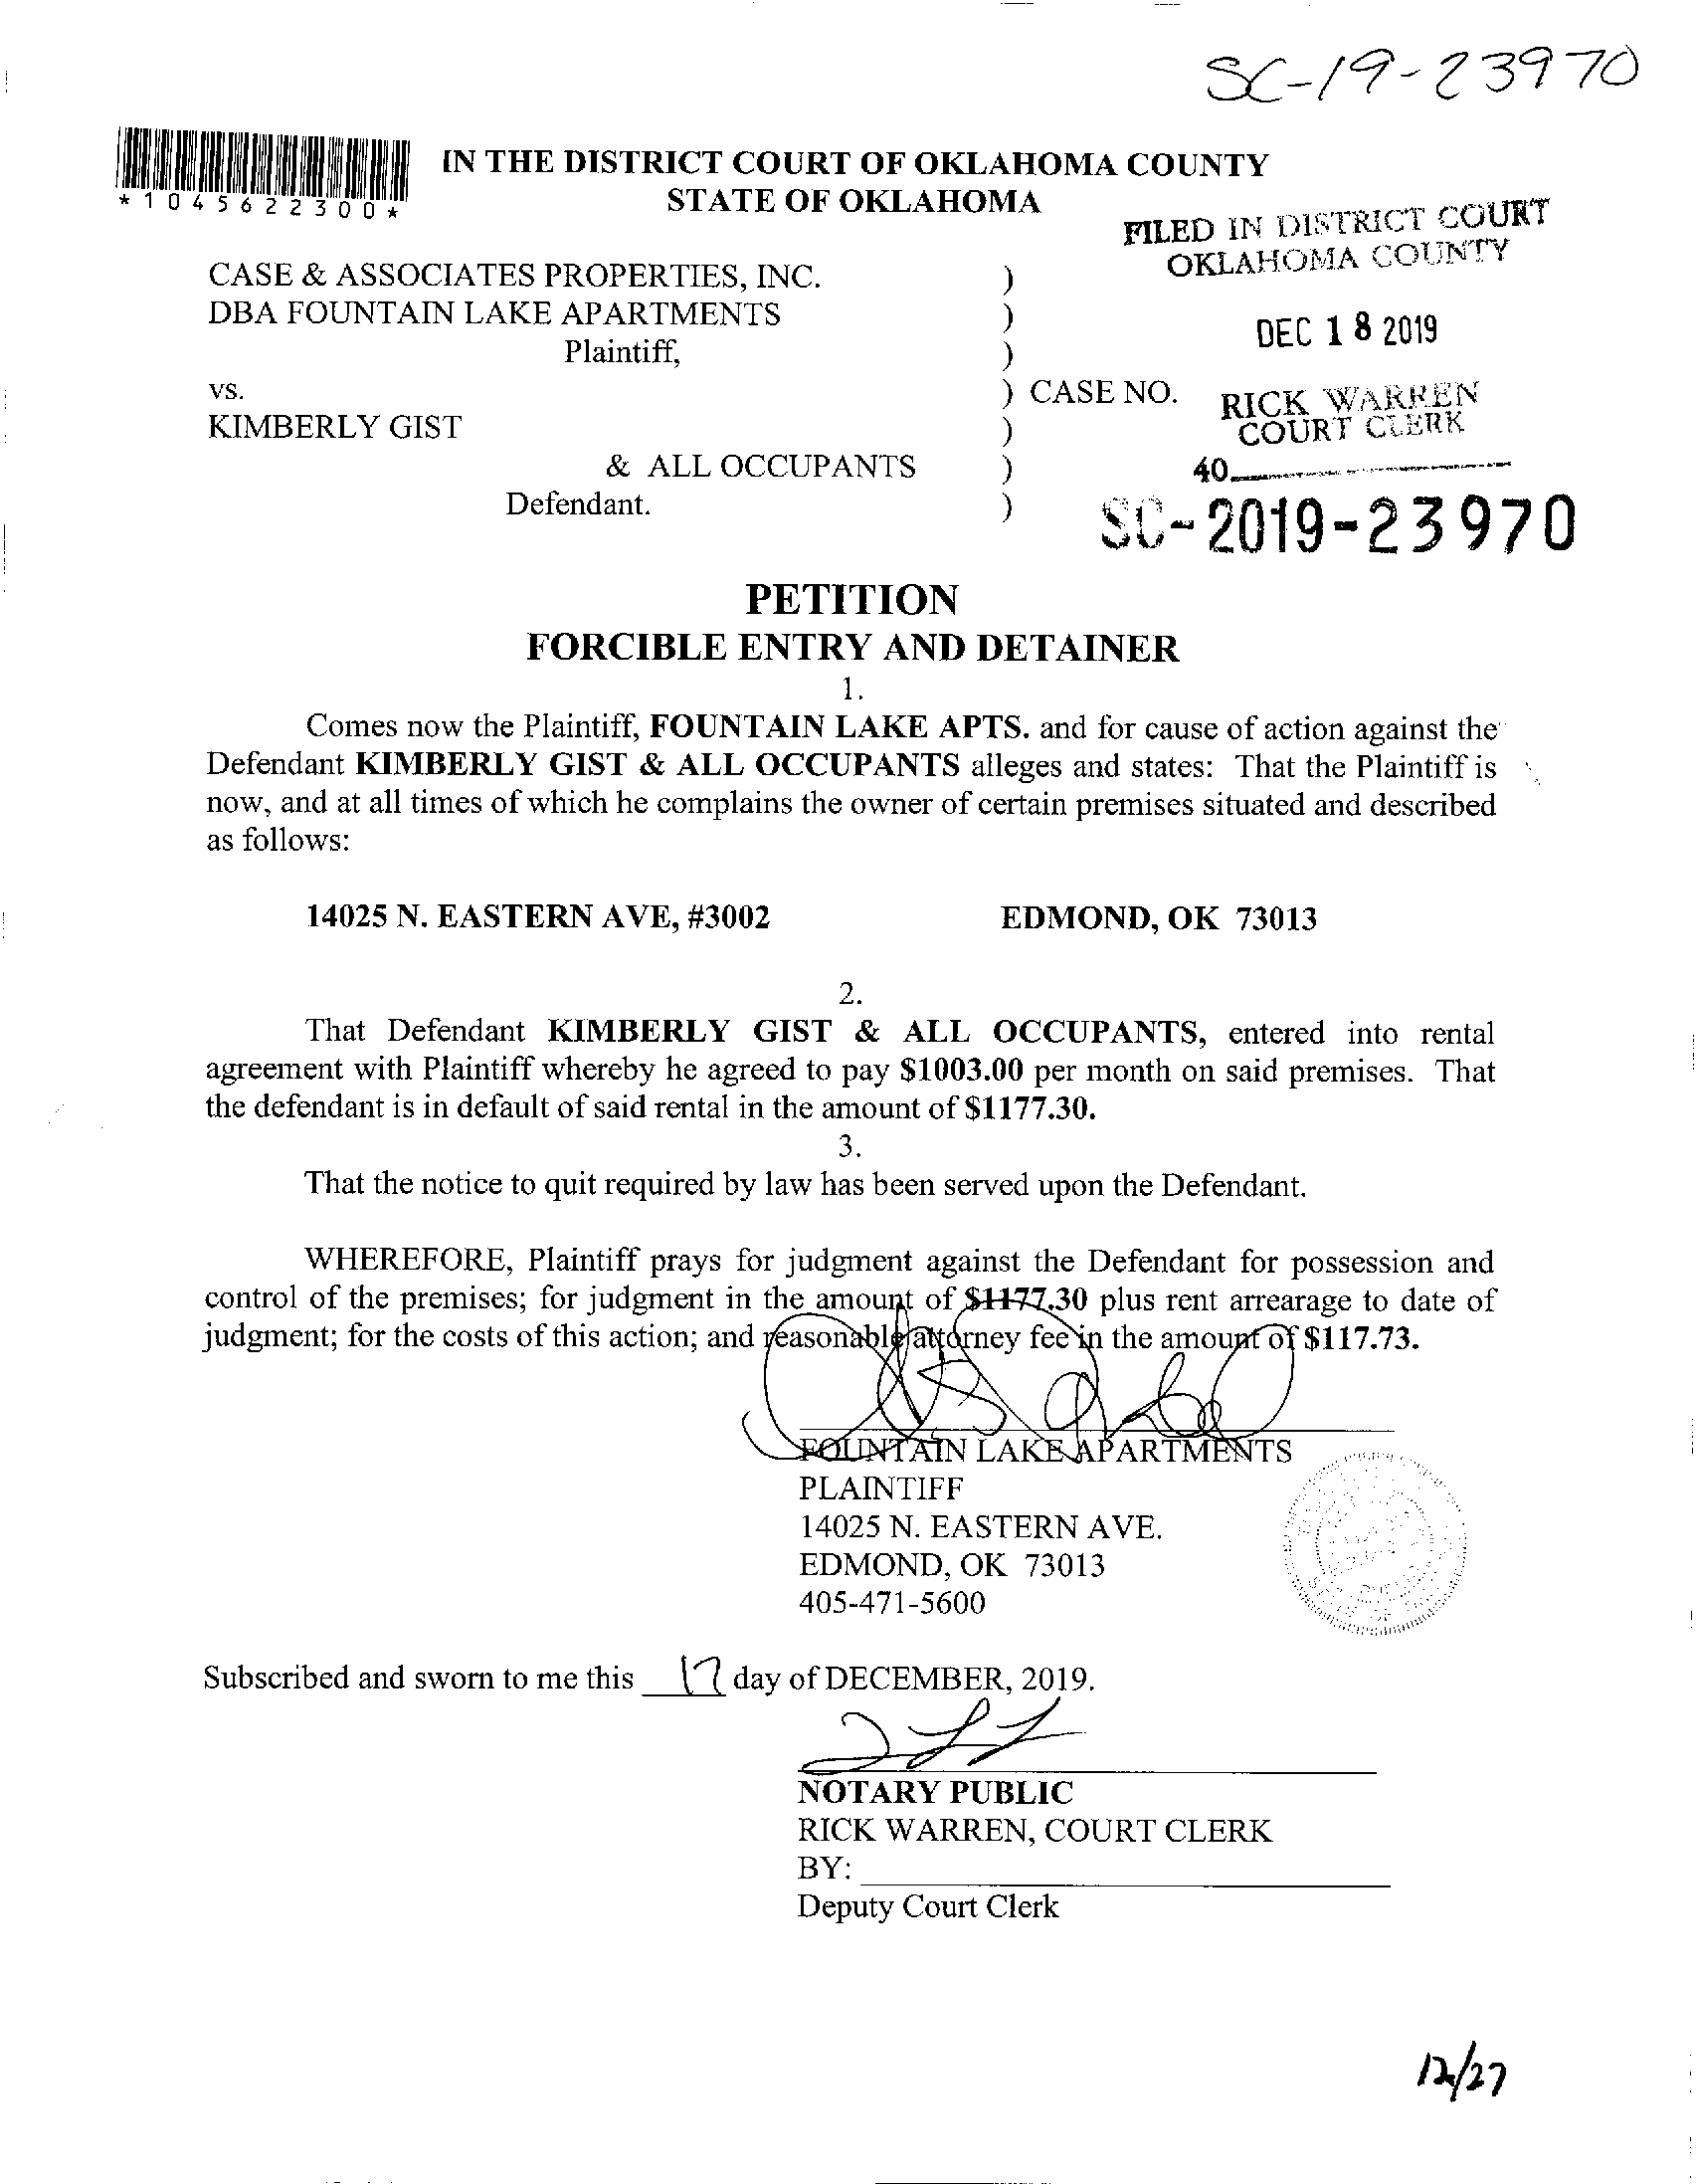 SC-19-23970
*1045622300*
IN THE DISTRICT COURT OF OKLAHOMA COUNTY
STATE OF OKLAHOMA
FILED IN DISTRICT COURT
OKLAHOMA COUNTY
CASE & ASSOCIATES PROPERTIES, INC. )
DBA FOUNTAIN LAKE APARTMENTS )
DEC 18 2019
Plaintiff, )
vs. ) CASE NO.
RICK WARREN
COURT CLERK
KIMBERLY GIST )
& ALL OCCUPANTS )
40
Defendant. )
SC-2019-23970
PETITION
FORCIBLE ENTRY AND DETAINER
1.
Comes now the Plaintiff, FOUNTAIN LAKE APTS. and for cause of action against the
Defendant KIMBERLY GIST & ALL OCCUPANTS alleges and states: That the Plaintiff is
now, and at all times of which he complains the owner of certain premises situated and described
as follows:
14025 N. EASTERN AVE, #3002 EDMOND, OK 73013
2.
That Defendant KIMBERLY GIST & ALL OCCUPANTS, entered into rental
agreement with Plaintiff whereby he agreed to pay $1003.00 per month on said premises. That
the defendant is in default of said rental in the amount of $1177.30.
3.
That the notice to quit required by law has been served upon the Defendant.
WHEREFORE, Plaintiff prays for judgment against the Defendant for possession and
control of the premises; for judgment in the amount of $1177.30 plus rent arrearage to date of
judgment; for the costs of this action; and reasonable attorney fee in the amount of $117.73.
FOUNTAIN LAKE APARTMENTS
PLAINTIFF
14025 N. EASTERN AVE.
EDMOND, OK 73013
405-471-5600
Subscribed and sworn to me this 17 day of DECEMBER, 2019.
NOTARY PUBLIC
RICK WARREN, COURT CLERK
BY:
Deputy Court Clerk
12/27